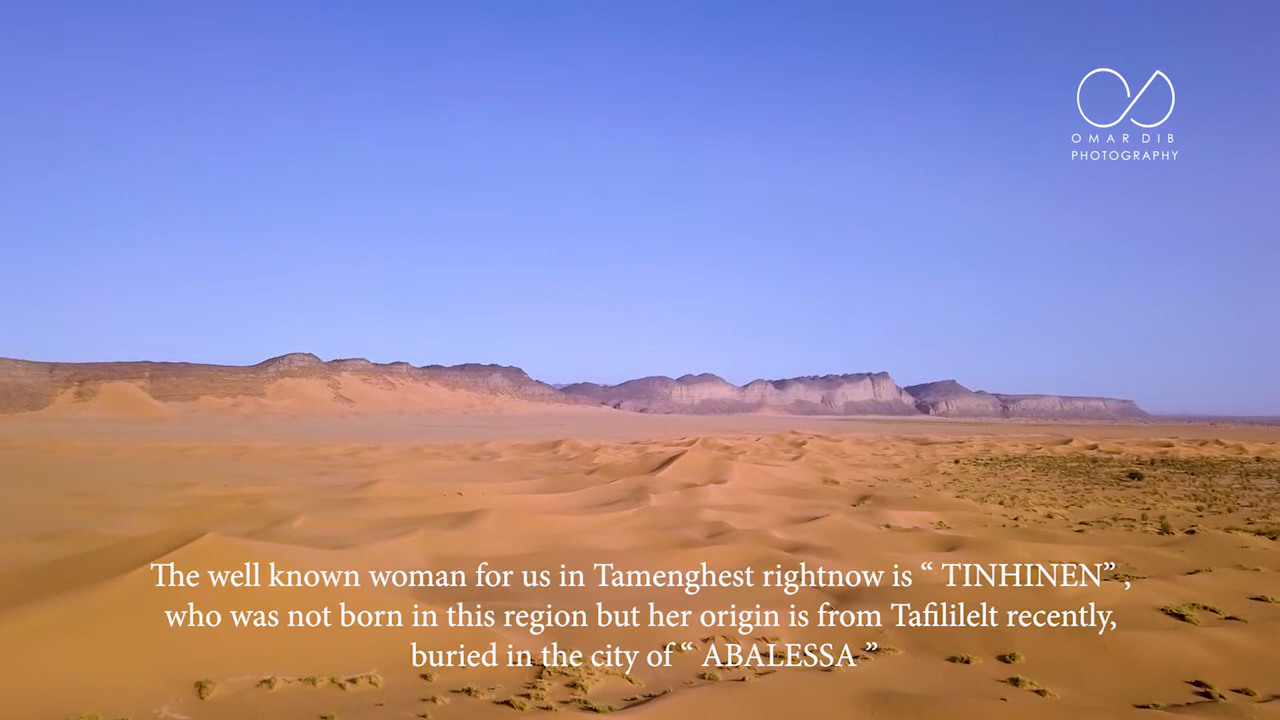 OMAR DIB
PHOTOGRAPHY
The well known woman for us in Tamenghest rightnow is “ TINHINEN” ,
who was not born in this region but her origin is from Tafililelt recently,
buried in the city of “ ABALESSA ”